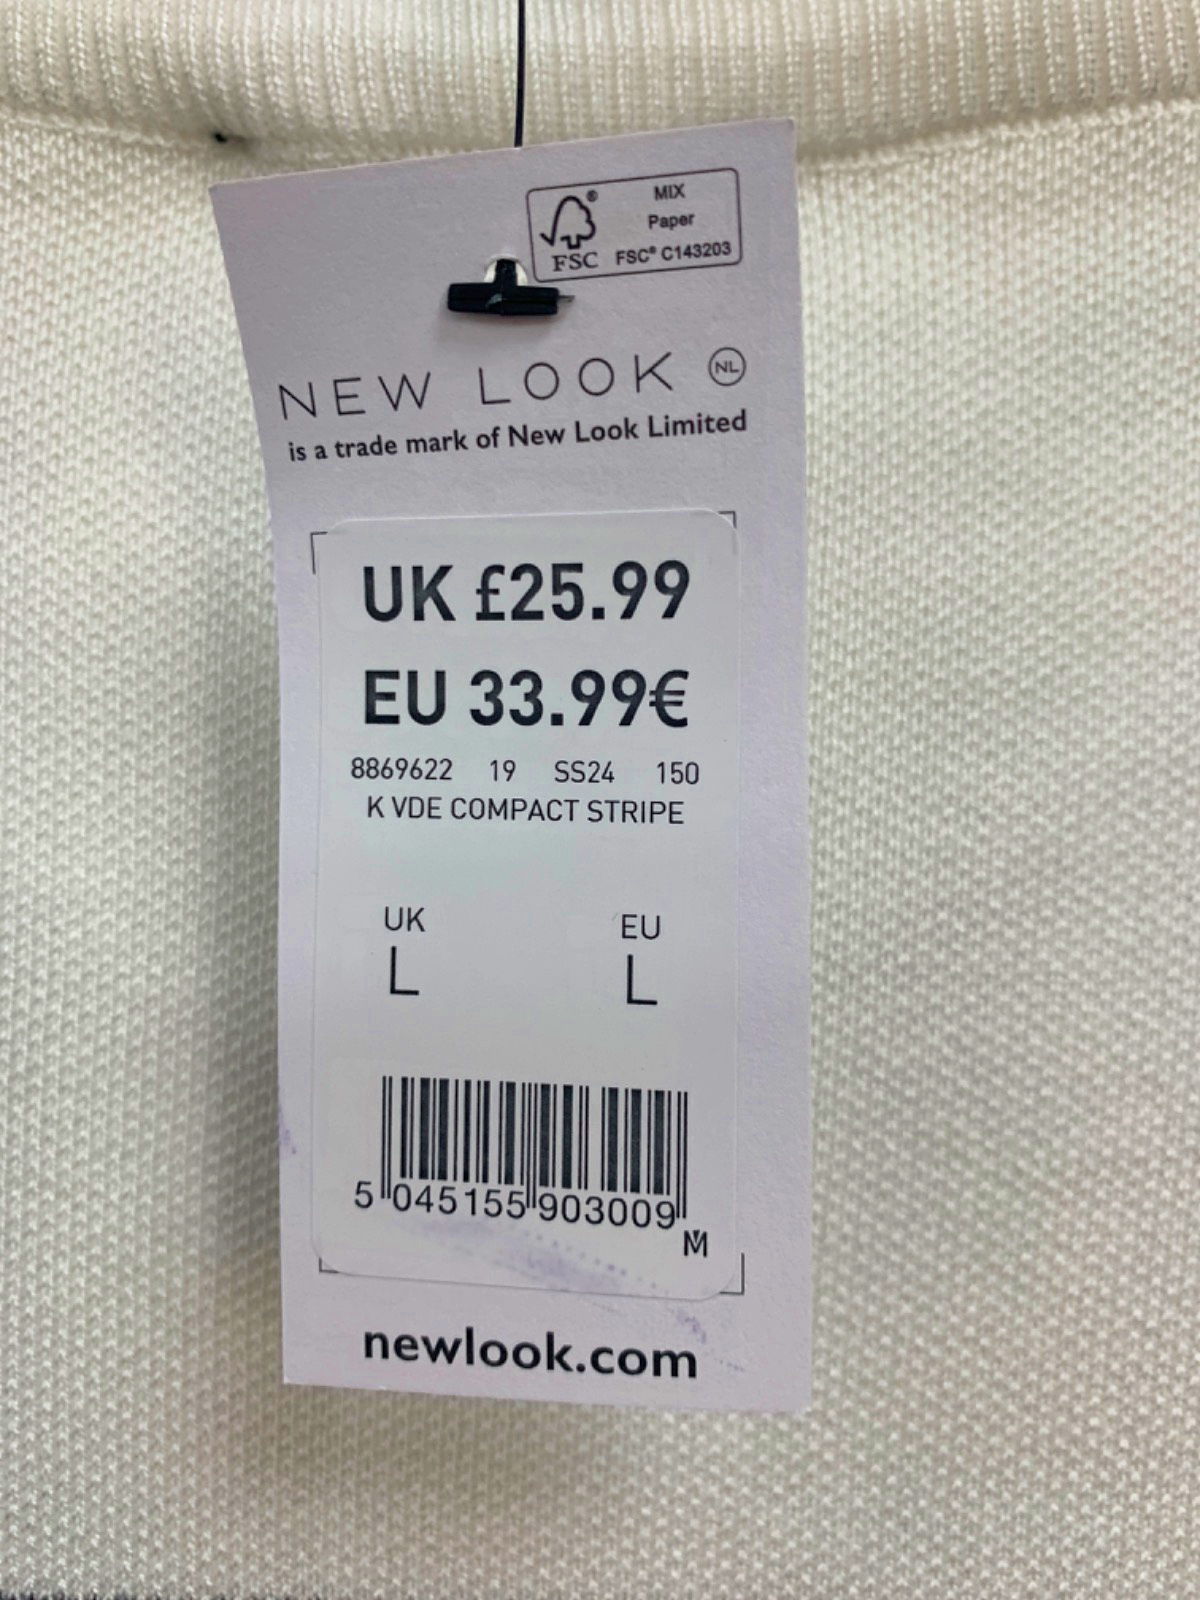 MIX
Paper
FSC® C143203
FSC
®
NEW LOOK NL
is a trade mark of New Look Limited
UK £25.99
EU 33.99€
8869622 19 SS24 150
K VDE COMPACT STRIPE
UK EU
L L
5 045155 903009
M
newlook.com